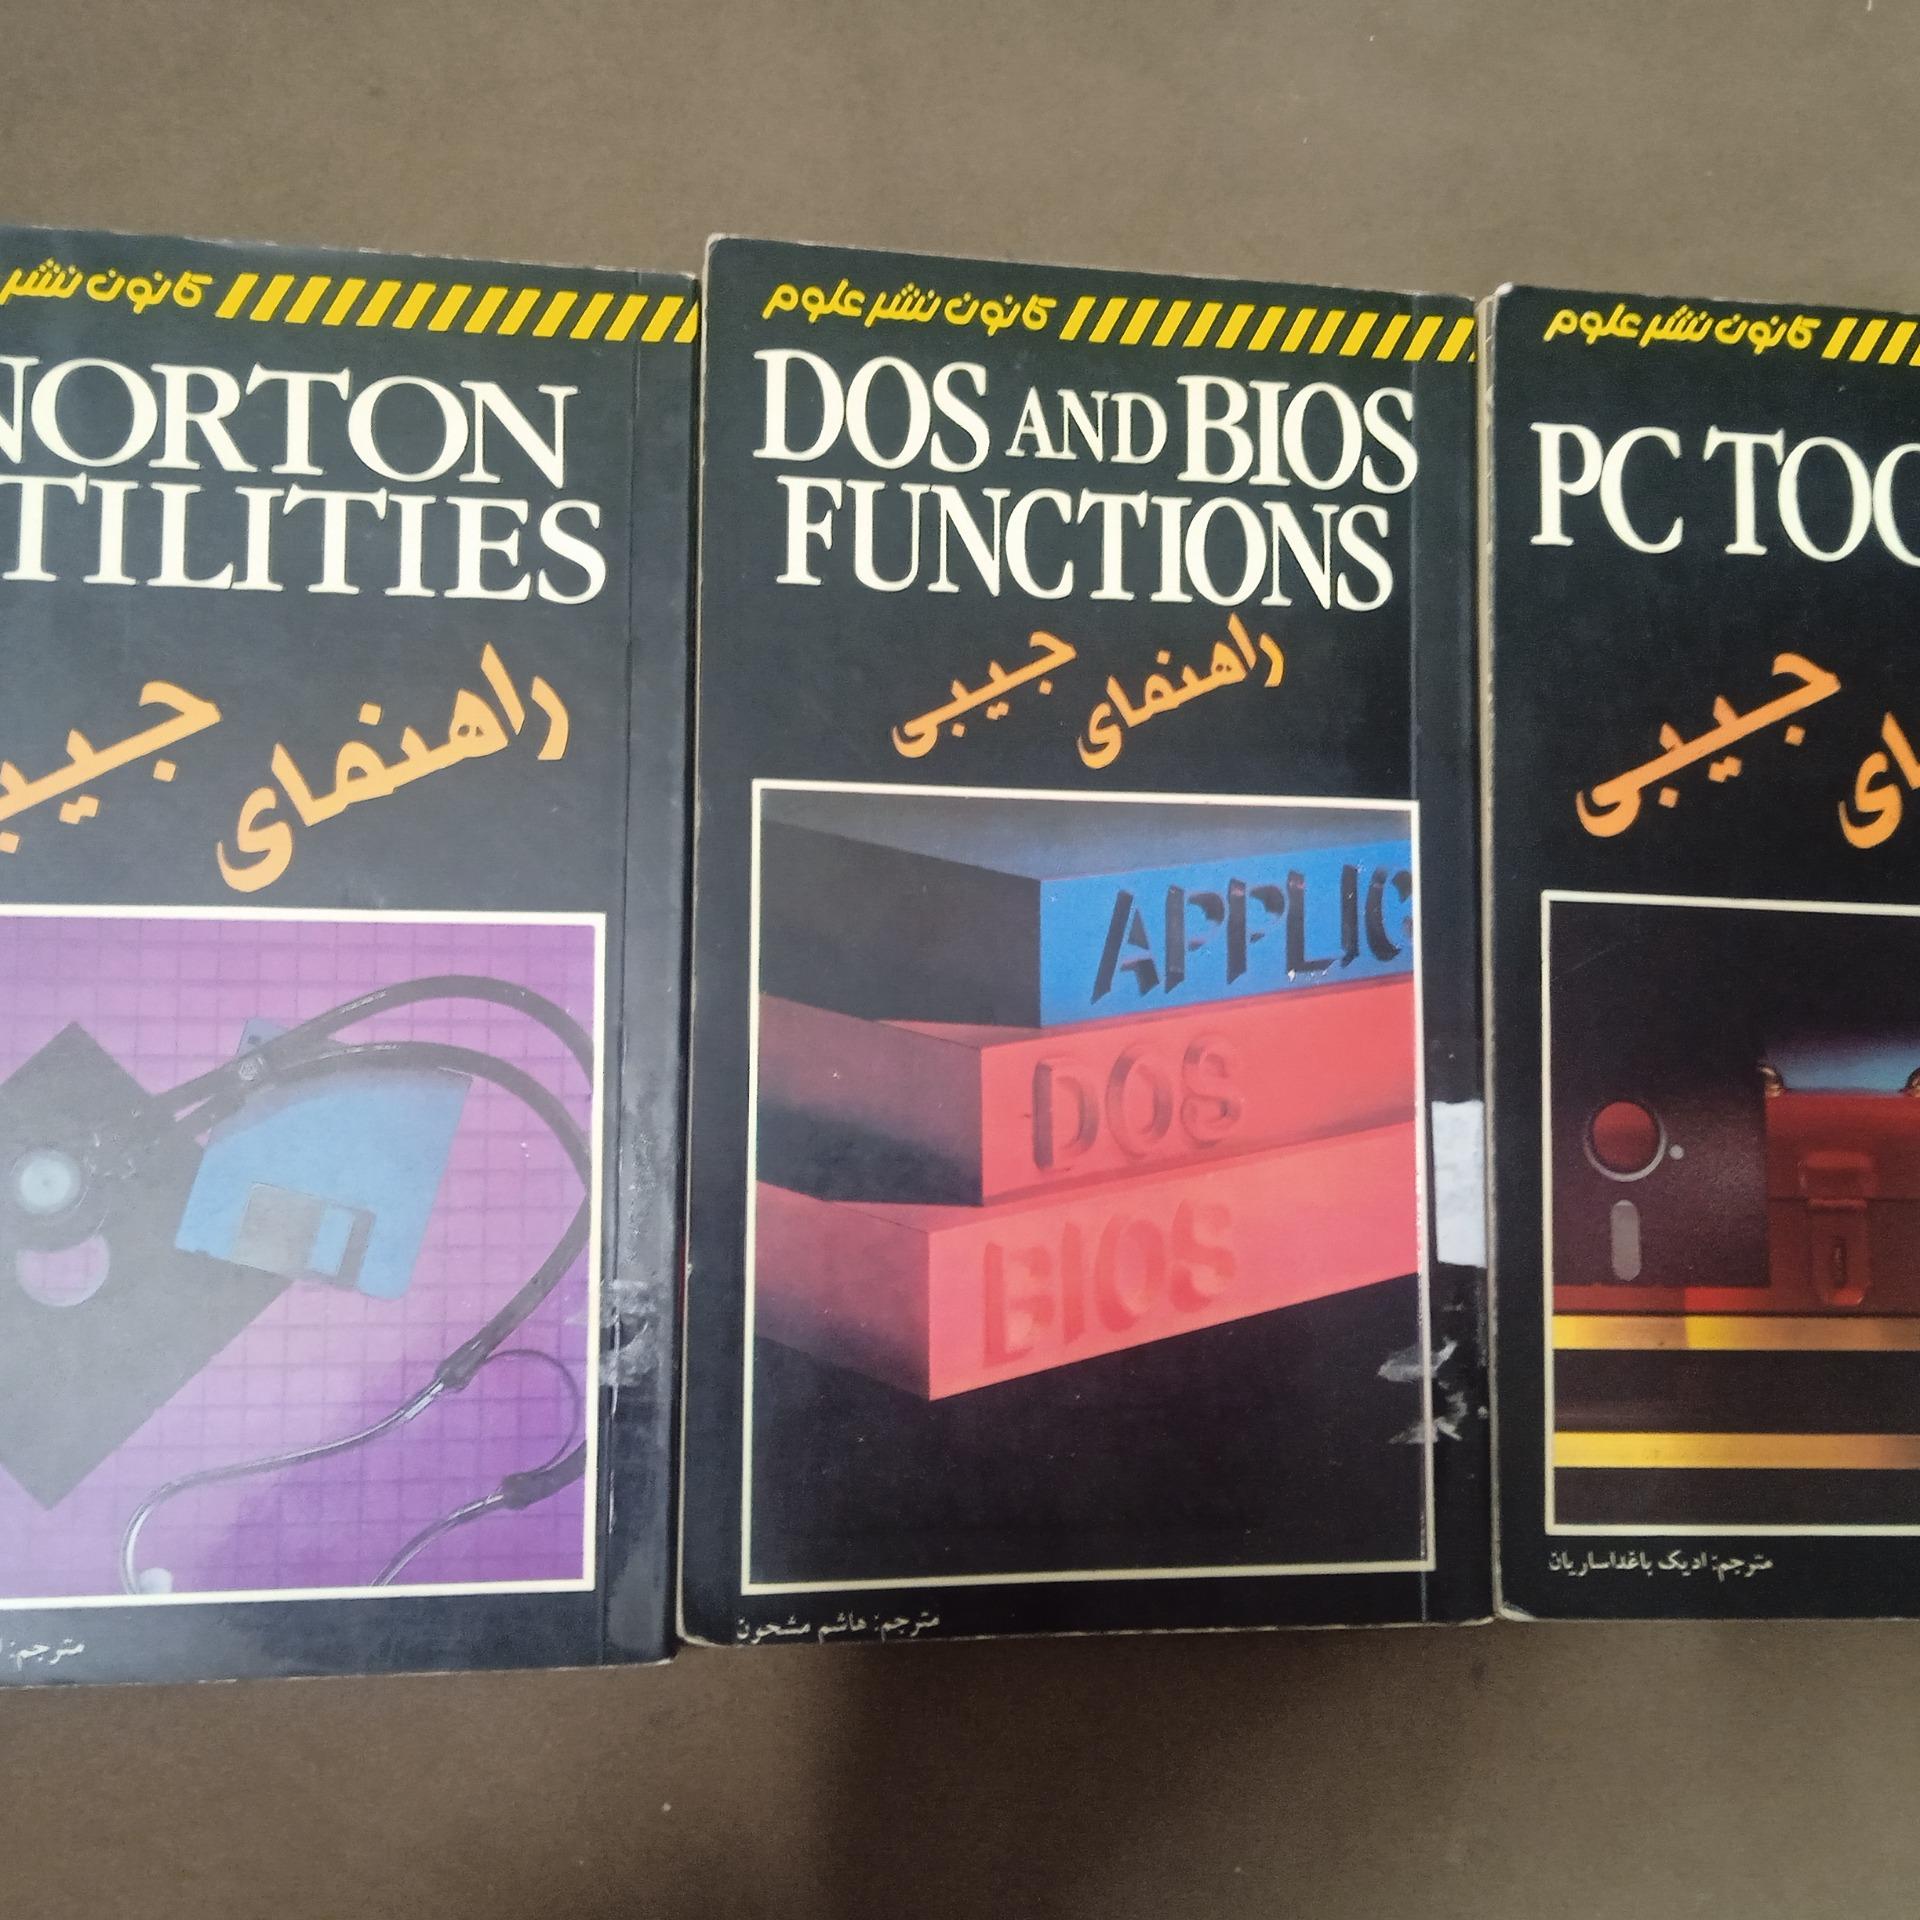 کانون نشر
NORTON
TILITIES
راهنمای
مترجم:
کانون نشر علوم
DOS AND BIOS
FUNCTIONS
راهنمای جیبی
APPLIC
DOS
BIOS
مترجم: هاشم مشحون
کانون نشر علوم
PC TOO
جیبی
مترجم: ادیک باغداساریان